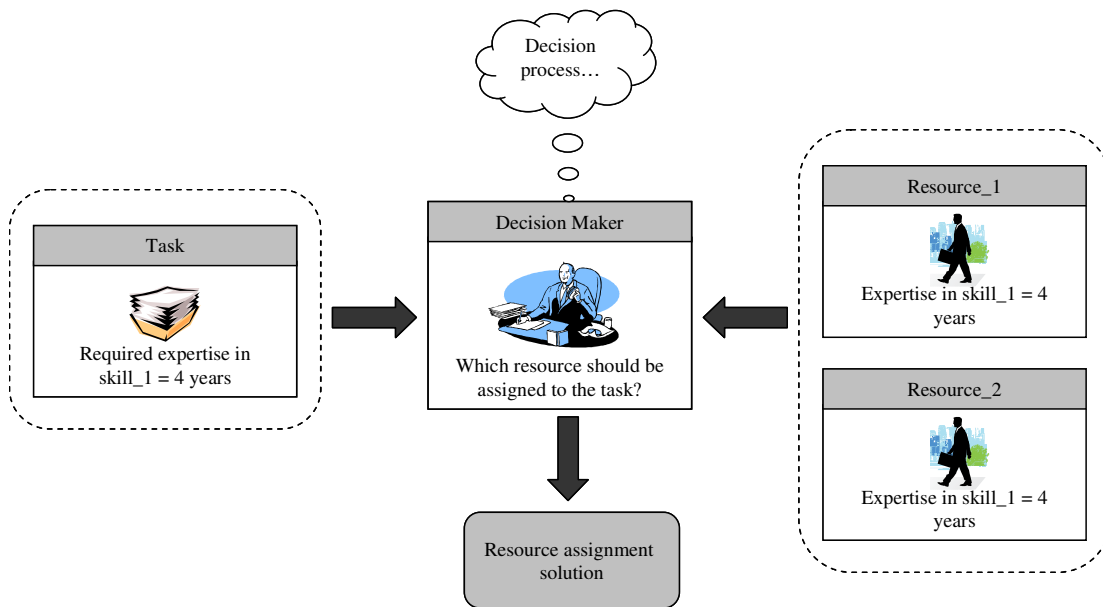 Decision
process…
Task
Required expertise in
skill_1 = 4 years
Decision Maker
Which resource should be
assigned to the task?
Resource_1
Expertise in skill_1 = 4
years
Resource_2
Expertise in skill_1 = 4
years
Resource assignment
solution